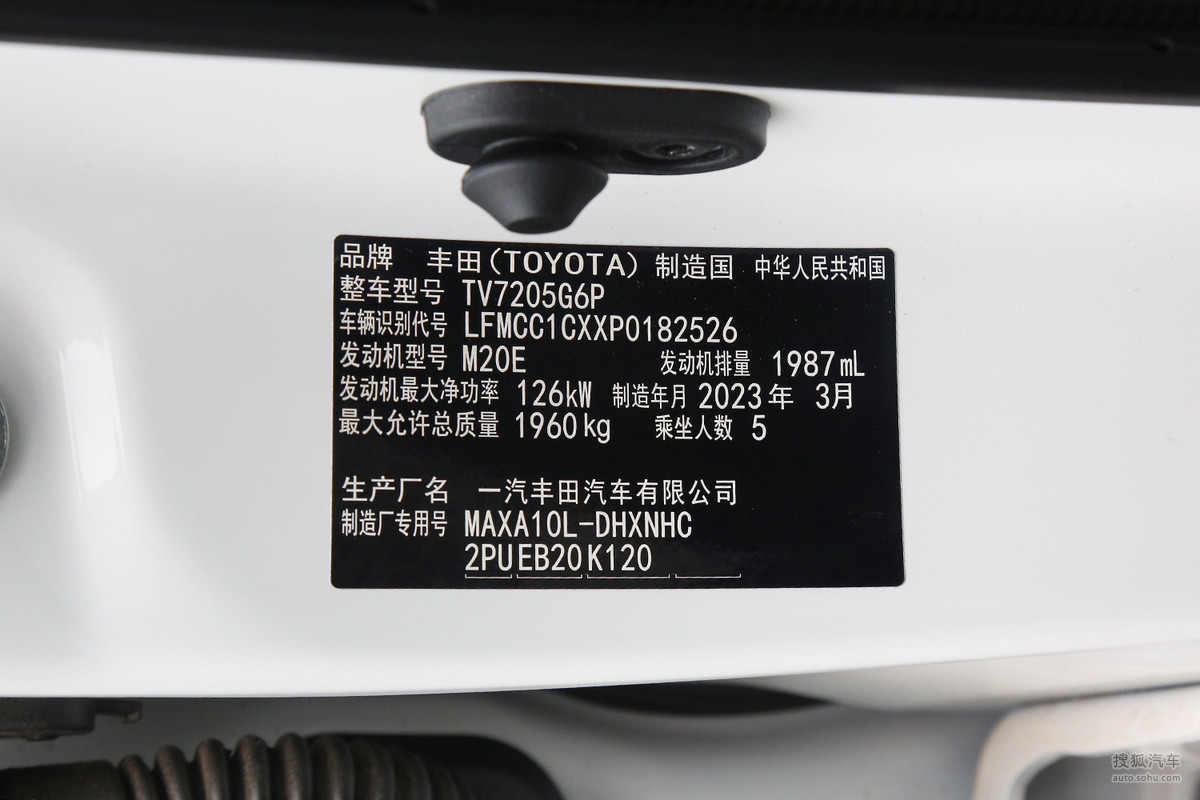 品牌 丰田(TOYOTA) 制造国 中华人民共和国
整车型号 TV7205G6P
车辆识别代号 LFMCC1CXXP0182526
发动机型号 M20E 发动机排量 1987mL
发动机最大净功率 126kW 制造年月 2023年 3月
最大允许总质量 1960kg 乘坐人数 5
生产厂名 一汽丰田汽车有限公司
制造厂专用号 MAXA10L-DHXNHC
2PUEB20K120
搜狐汽车
auto.sohu.com